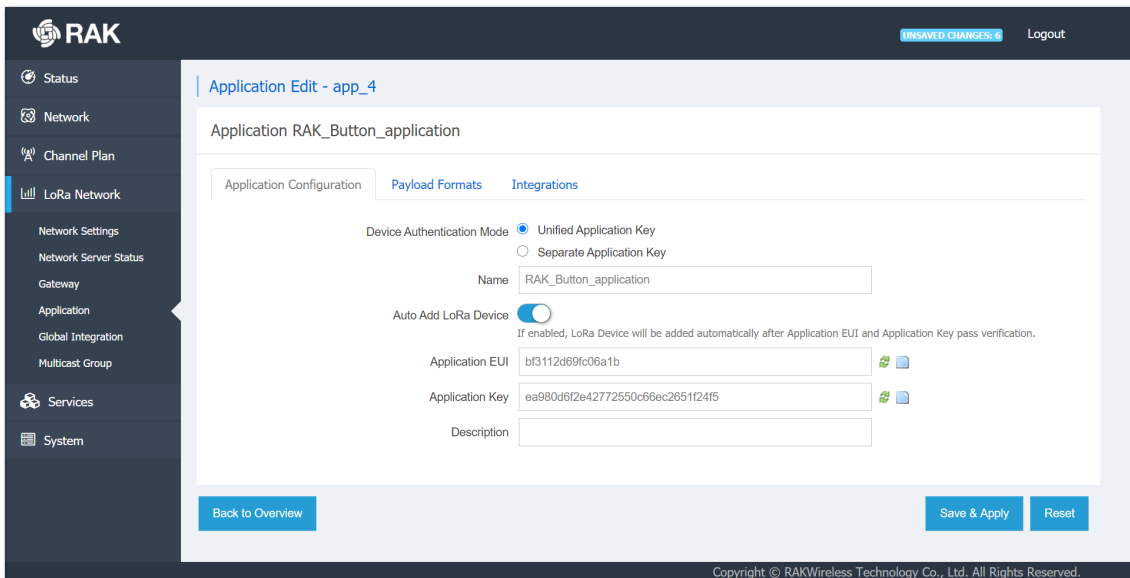 RAK
UNSAVED CHANGES: 6
Logout
Status
Network
Channel Plan
LoRa Network
Network Settings
Network Server Status
Gateway
Application
Global Integration
Multicast Group
Services
System
Application Edit - app_4
Application RAK_Button_application
Application Configuration
Payload Formats
Integrations
Device Authentication Mode
Unified Application Key
Separate Application Key
Name
RAK_Button_application
Auto Add LoRa Device
If enabled, LoRa Device will be added automatically after Application EUI and Application Key pass verification.
Application EUI
bf3112d69fc06a1b
Application Key
ea980d6f2e42772550c66ec2651f24f5
Description
Back to Overview
Save & Apply
Reset
Copyright © RAKWireless Technology Co., Ltd. All Rights Reserved.